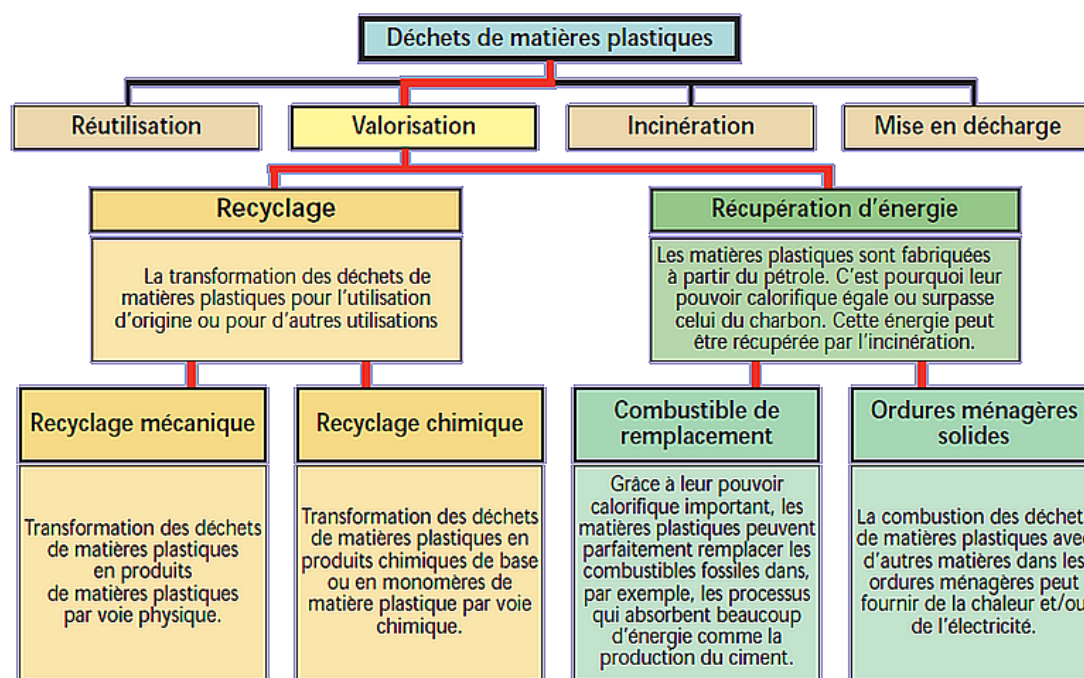 Déchets de matières plastiques
Réutilisation
Valorisation
Incinération
Mise en décharge
Recyclage
La transformation des déchets de
matières plastiques pour l'utilisation
d'origine ou pour d'autres utilisations
Récupération d'énergie
Les matières plastiques sont fabriquées
à partir du pétrole. C'est pourquoi leur
pouvoir calorifique égale ou surpasse
celui du charbon. Cette énergie peut
être récupérée par l'incinération.
Recyclage mécanique
Transformation des déchets
de matières plastiques
en produits
de matières plastiques
par voie physique.
Recyclage chimique
Transformation des déchets
de matières plastiques en
produits chimiques de base
ou en monomères de
matière plastique par voie
chimique.
Combustible de
remplacement
Grâce à leur pouvoir
calorifique important, les
matières plastiques peuvent
parfaitement remplacer les
combustibles fossiles dans,
par exemple, les processus
qui absorbent beaucoup
d'énergie comme la
production du ciment.
Ordures ménagères
solides
La combustion des déchets
de matières plastiques avec
d'autres matières dans les
ordures ménagères peut
fournir de la chaleur et/ou
de l'électricité.